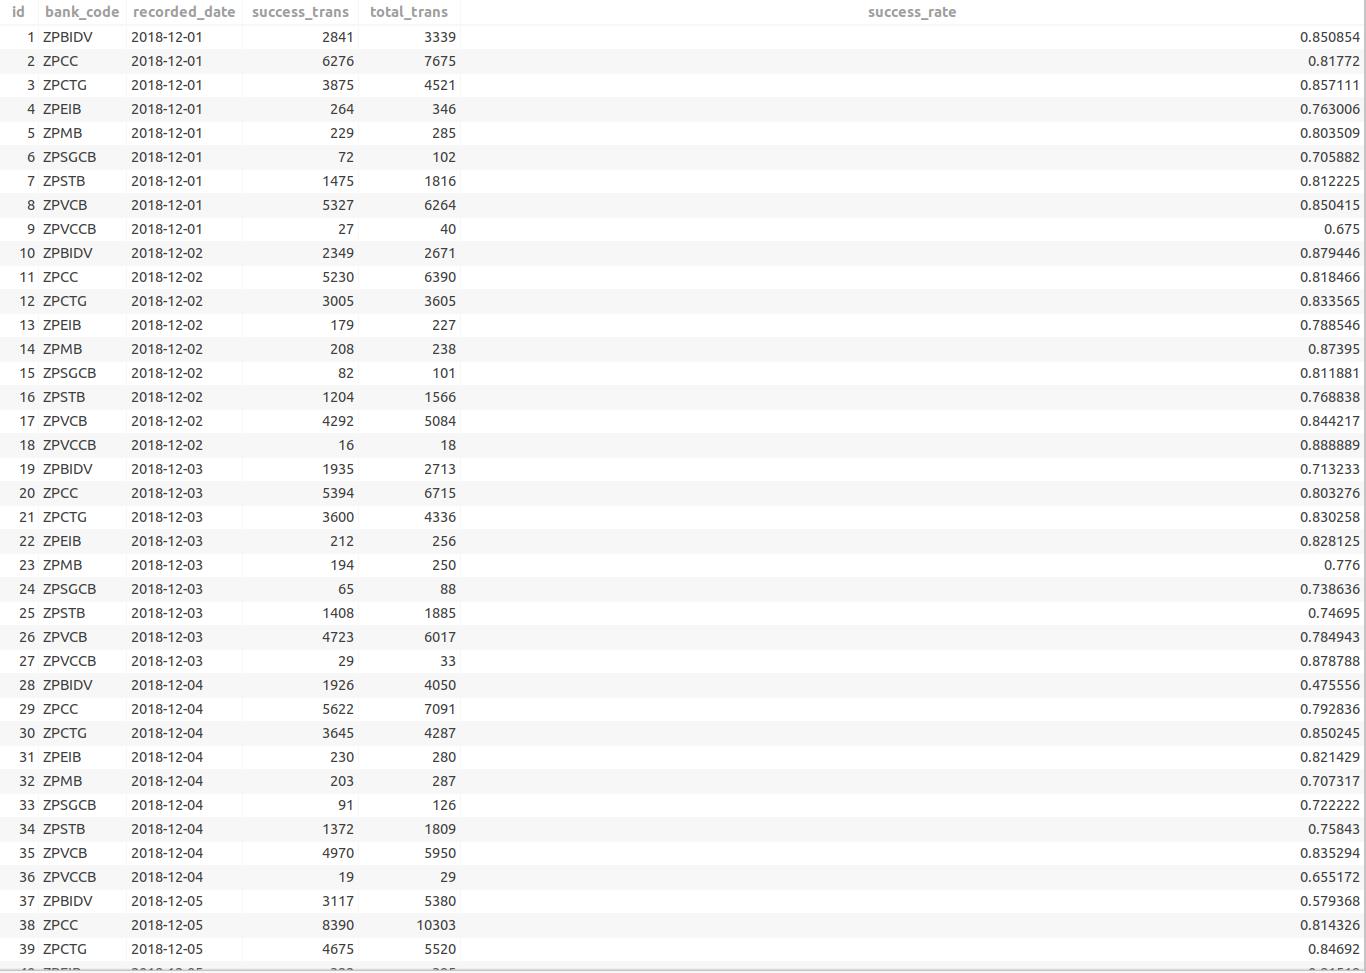 id bank_code recorded_date success_trans total_trans success_rate
1 ZPBIDV 2018-12-01 2841 3339 0.850854
2 ZPCC 2018-12-01 6276 7675 0.81772
3 ZPCTG 2018-12-01 3875 4521 0.857111
4 ZPEIB 2018-12-01 264 346 0.763006
5 ZPMB 2018-12-01 229 285 0.803509
6 ZPSGCB 2018-12-01 72 102 0.705882
7 ZPSTB 2018-12-01 1475 1816 0.812225
8 ZPVCB 2018-12-01 5327 6264 0.850415
9 ZPVCCB 2018-12-01 27 40 0.675
10 ZPBIDV 2018-12-02 2349 2671 0.879446
11 ZPCC 2018-12-02 5230 6390 0.818466
12 ZPCTG 2018-12-02 3005 3605 0.833565
13 ZPEIB 2018-12-02 179 227 0.788546
14 ZPMB 2018-12-02 208 238 0.87395
15 ZPSGCB 2018-12-02 82 101 0.811881
16 ZPSTB 2018-12-02 1204 1566 0.768838
17 ZPVCB 2018-12-02 4292 5084 0.844217
18 ZPVCCB 2018-12-02 16 18 0.888889
19 ZPBIDV 2018-12-03 1935 2713 0.713233
20 ZPCC 2018-12-03 5394 6715 0.803276
21 ZPCTG 2018-12-03 3600 4336 0.830258
22 ZPEIB 2018-12-03 212 256 0.828125
23 ZPMB 2018-12-03 194 250 0.776
24 ZPSGCB 2018-12-03 65 88 0.738636
25 ZPSTB 2018-12-03 1408 1885 0.74695
26 ZPVCB 2018-12-03 4723 6017 0.784943
27 ZPVCCB 2018-12-03 29 33 0.878788
28 ZPBIDV 2018-12-04 1926 4050 0.475556
29 ZPCC 2018-12-04 5622 7091 0.792836
30 ZPCTG 2018-12-04 3645 4287 0.850245
31 ZPEIB 2018-12-04 230 280 0.821429
32 ZPMB 2018-12-04 203 287 0.707317
33 ZPSGCB 2018-12-04 91 126 0.722222
34 ZPSTB 2018-12-04 1372 1809 0.75843
35 ZPVCB 2018-12-04 4970 5950 0.835294
36 ZPVCCB 2018-12-04 19 29 0.655172
37 ZPBIDV 2018-12-05 3117 5380 0.579368
38 ZPCC 2018-12-05 8390 10303 0.814326
39 ZPCTG 2018-12-05 4675 5520 0.84692